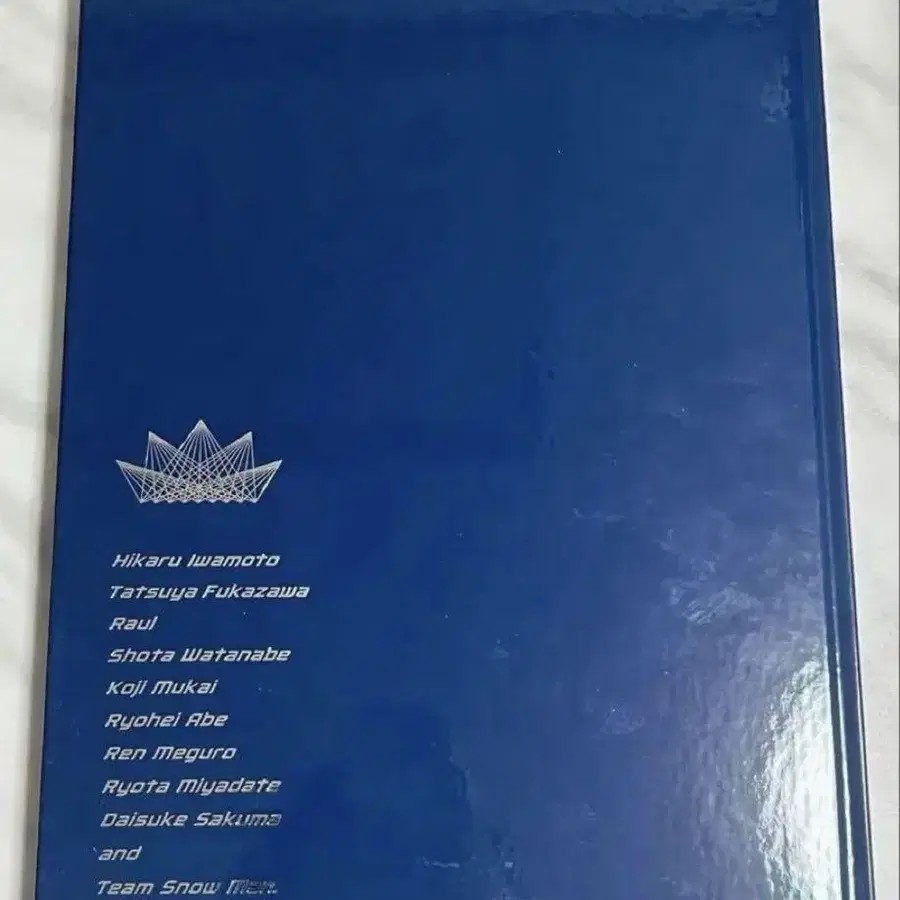 Hikaru Iwamoto
Tatsuya Fukazawa
Raul
Shota Watanabe
Koji Mukai
Ryohei Abe
Ren Meguro
Ryota Miyadate
Daisuke Sakuma
and
Team Snow Man.